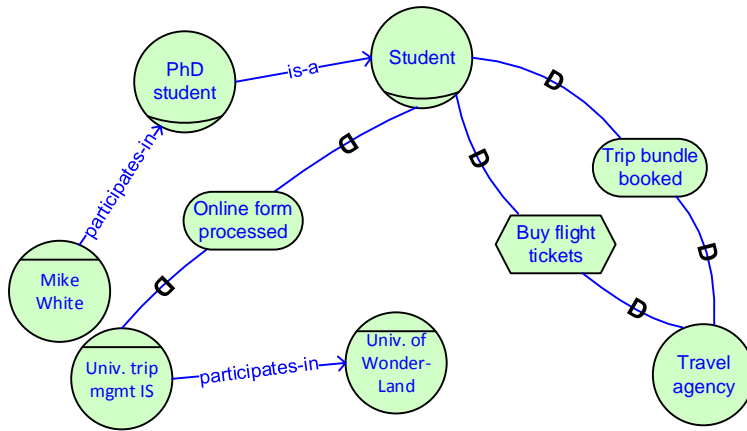 PhD
student
is-a
Student
D
D
Trip bundle
booked
participates-in
D
Online form
processed
Buy flight
tickets
D
Mike
White
D
D
Univ. trip
mgmt IS
participates-in
Univ. of
Wonder-
Land
Travel
agency